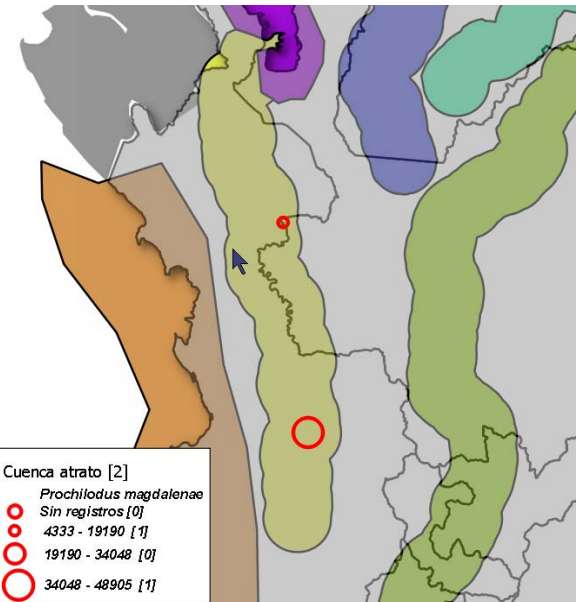 Cuenca atrato [2]
Prochilodus magdalenae
Sin registros [0]
4333 - 19190 [1]
19190 - 34048 [0]
34048 - 48905 [1]